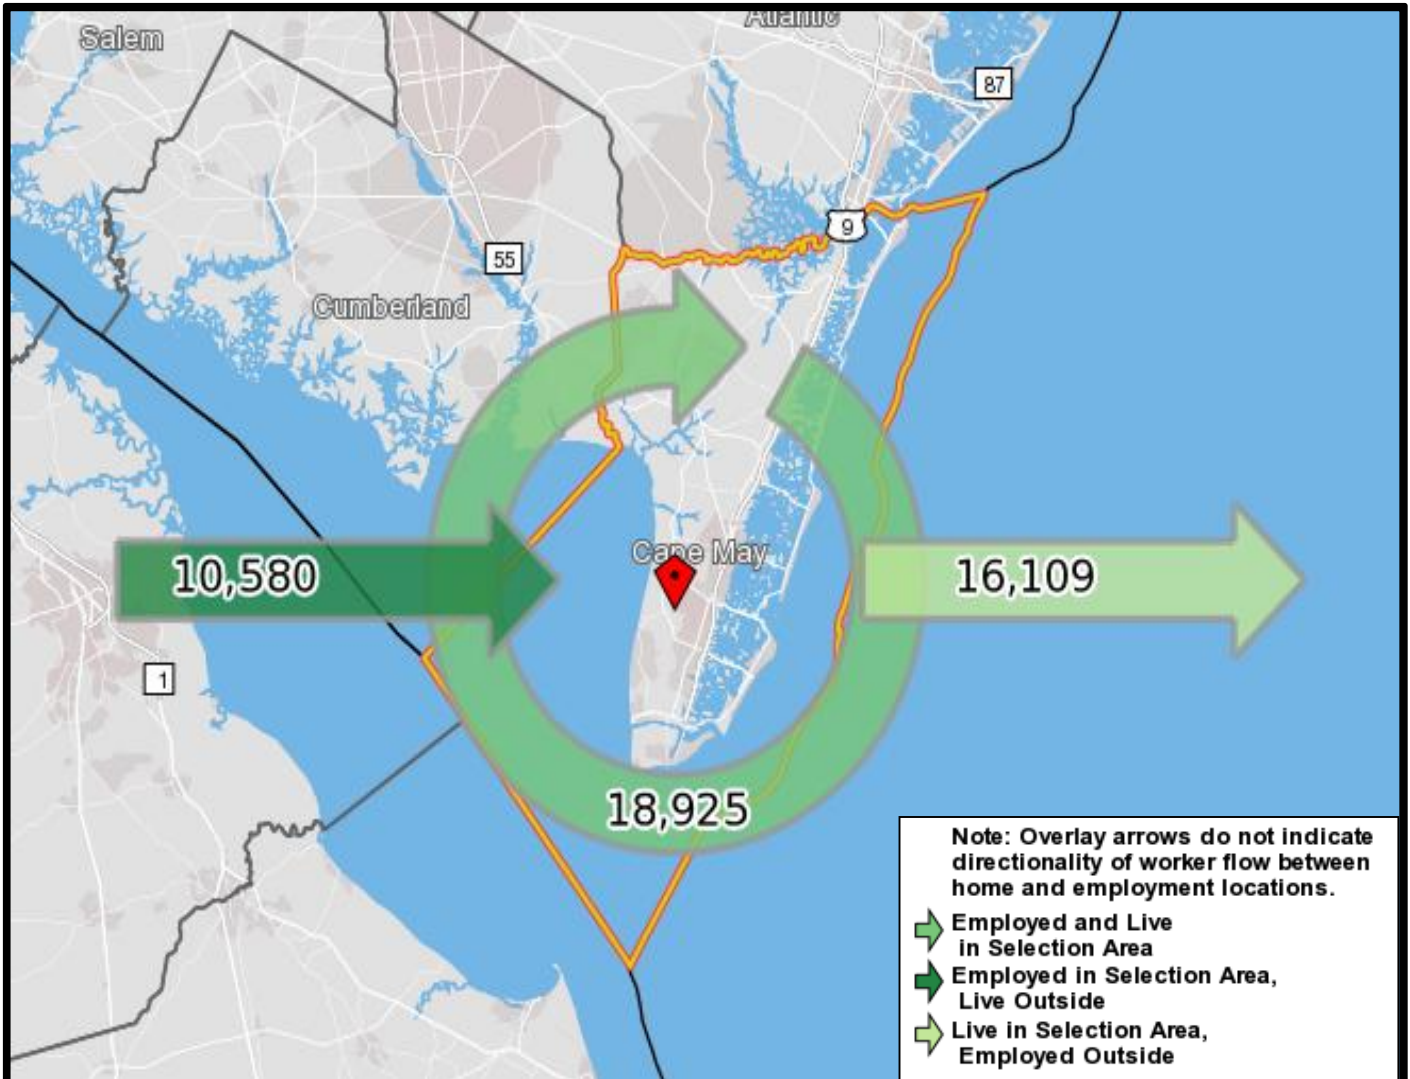 Atlantic
Salem
87
9
55
Cumberland
Cape May
10,580
16,109
1
18,925
Note: Overlay arrows do not indicate
directionality of worker flow between
home and employment locations.
Employed and Live
in Selection Area
Employed in Selection Area,
Live Outside
Live in Selection Area,
Employed Outside